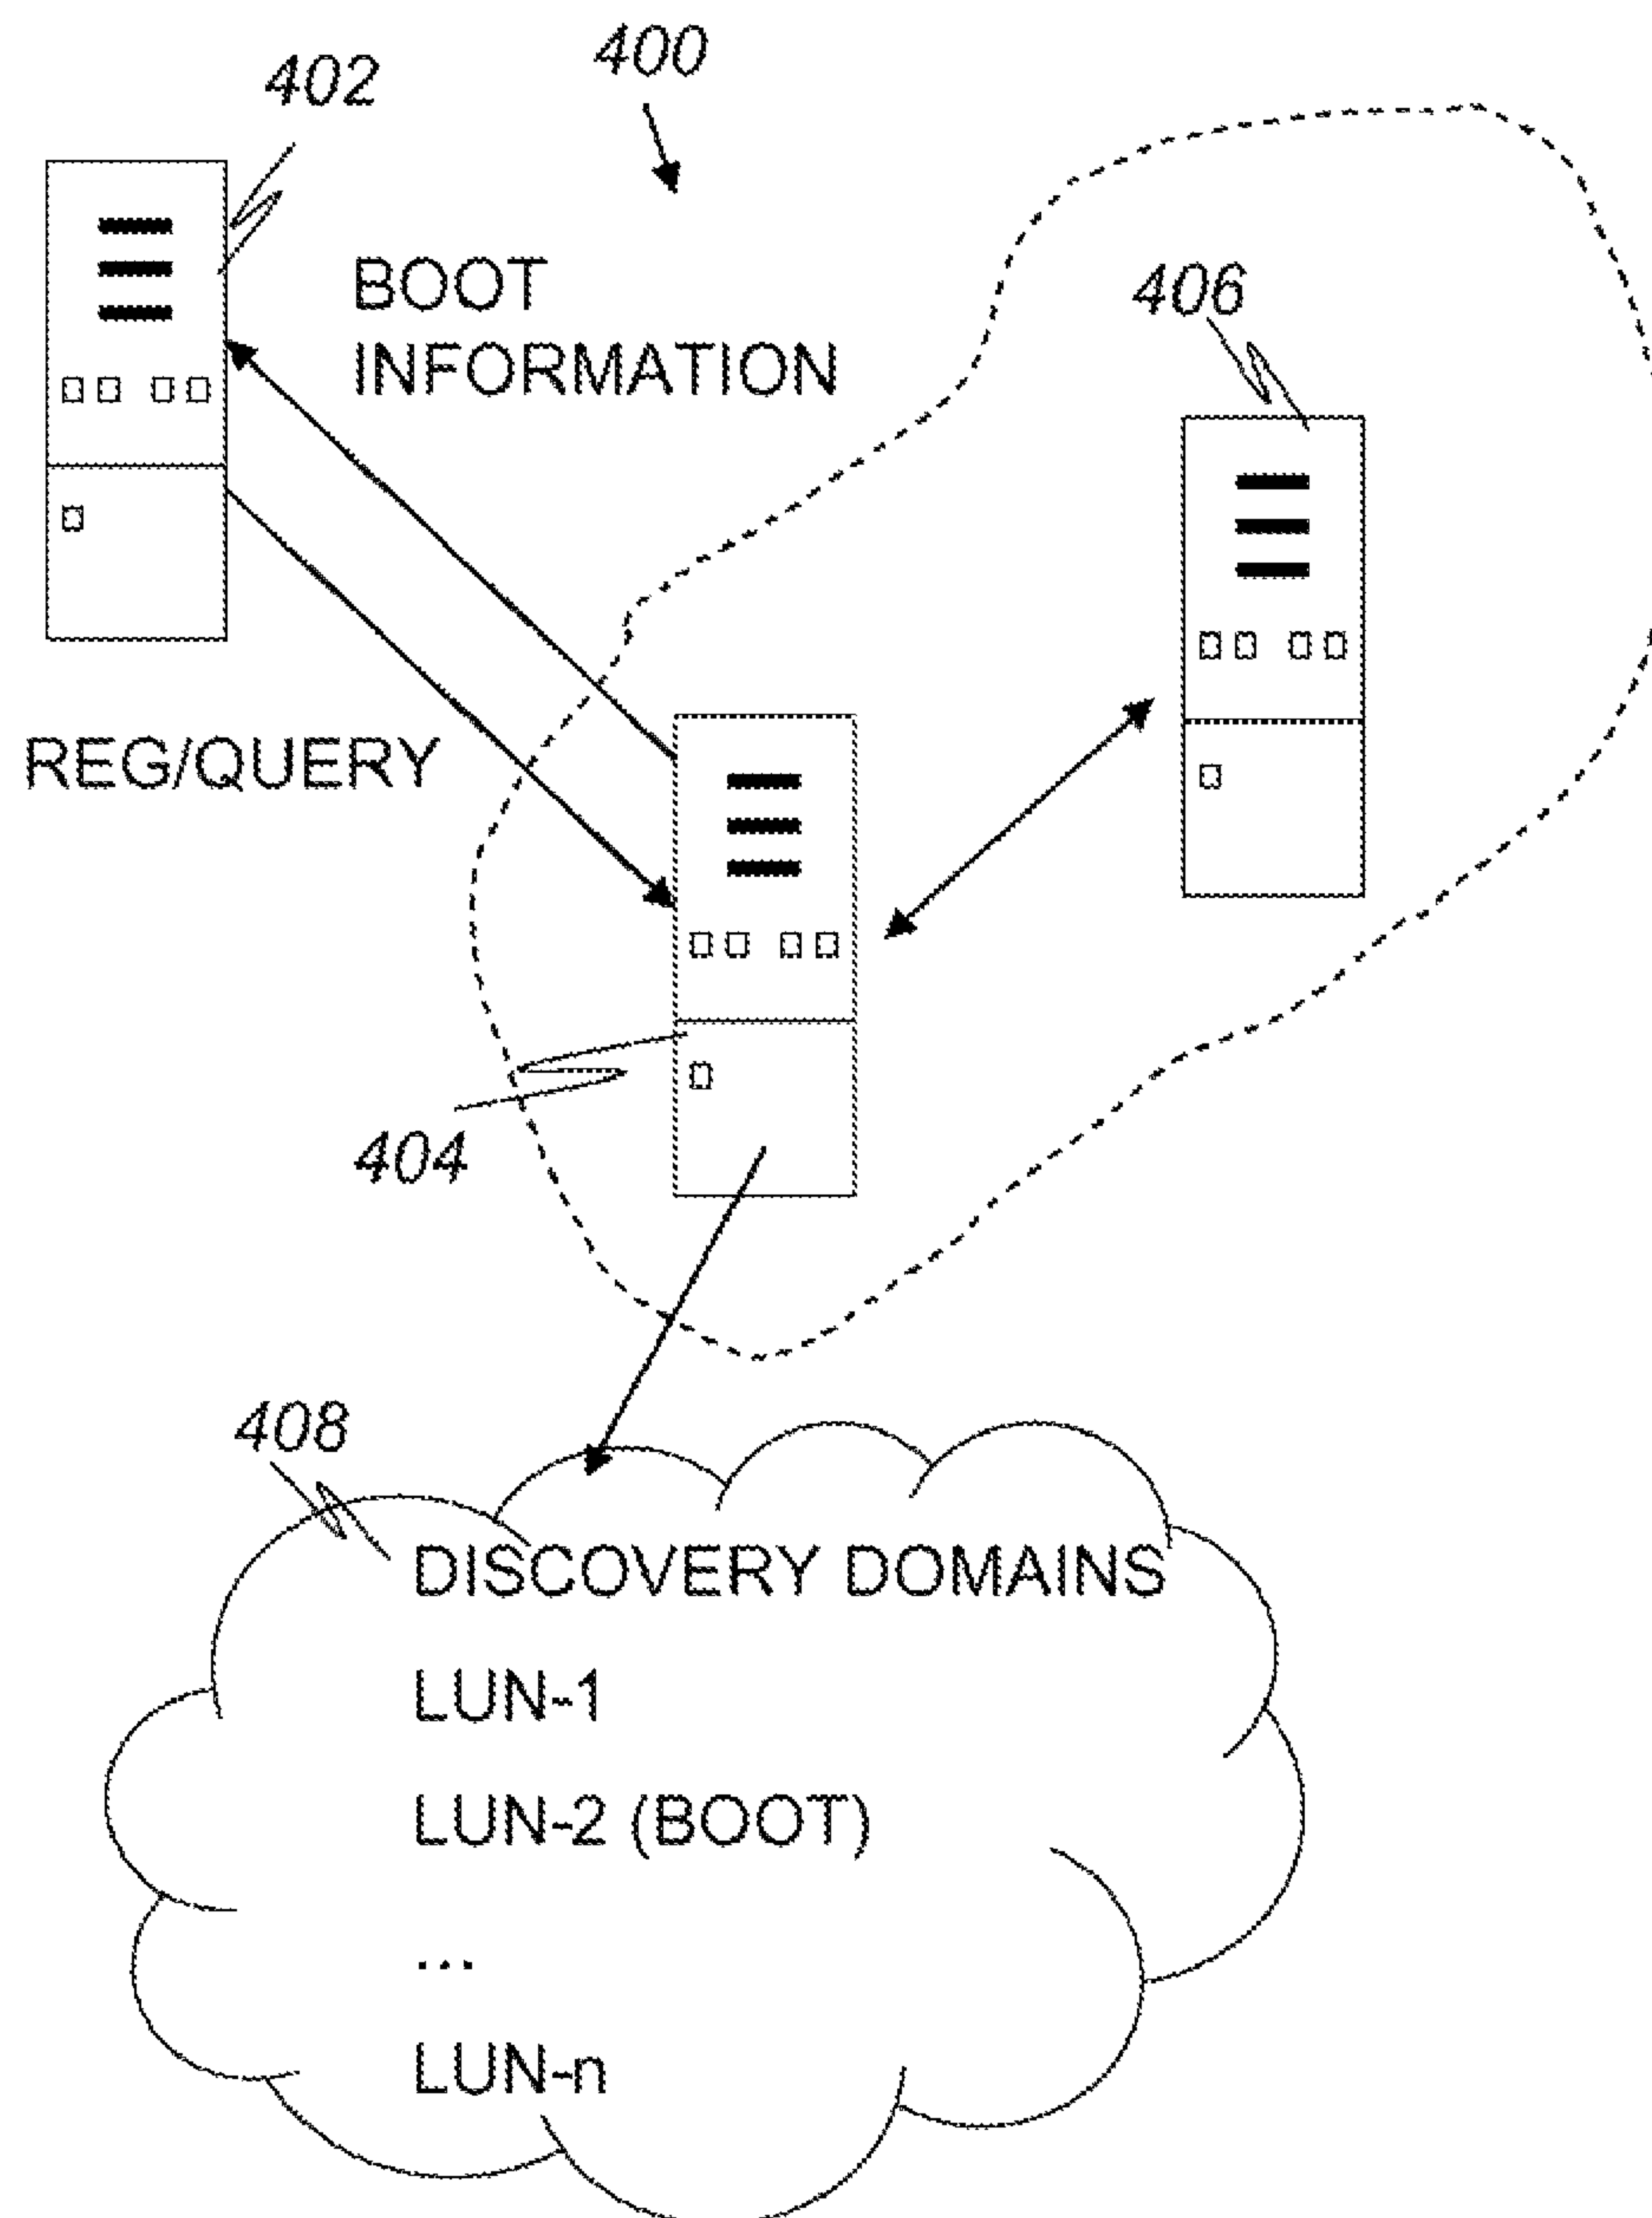 400
402
BOOT
INFORMATION
406
REG/QUERY
404
408
DISCOVERY DOMAINS
LUN-1
LUN-2 (BOOT)
...
LUN-n